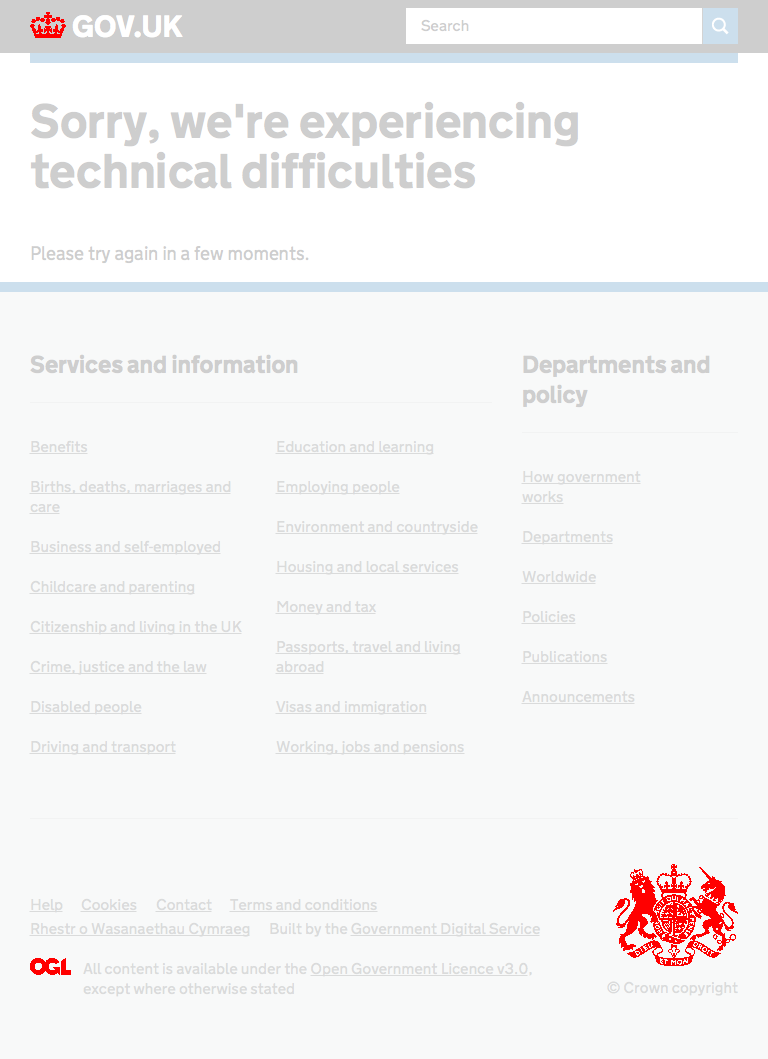 GOV.UK
Search
Sorry, we're experiencing
technical difficulties
Please try again in a few moments.
Services and information
Benefits
Births, deaths, marriages and
care
Business and self-employed
Childcare and parenting
Citizenship and living in the UK
Crime, justice and the law
Disabled people
Driving and transport
Education and learning
Employing people
Environment and countryside
Housing and local services
Money and tax
Passports, travel and living
abroad
Visas and immigration
Working, jobs and pensions
Departments and
policy
How government
works
Departments
Worldwide
Policies
Publications
Announcements
Help Cookies Contact Terms and conditions
Rhestr o Wasanaethau Cymraeg Built by the Government Digital Service
OGL
All content is available under the Open Government Licence v3.0,
except where otherwise stated
© Crown copyright